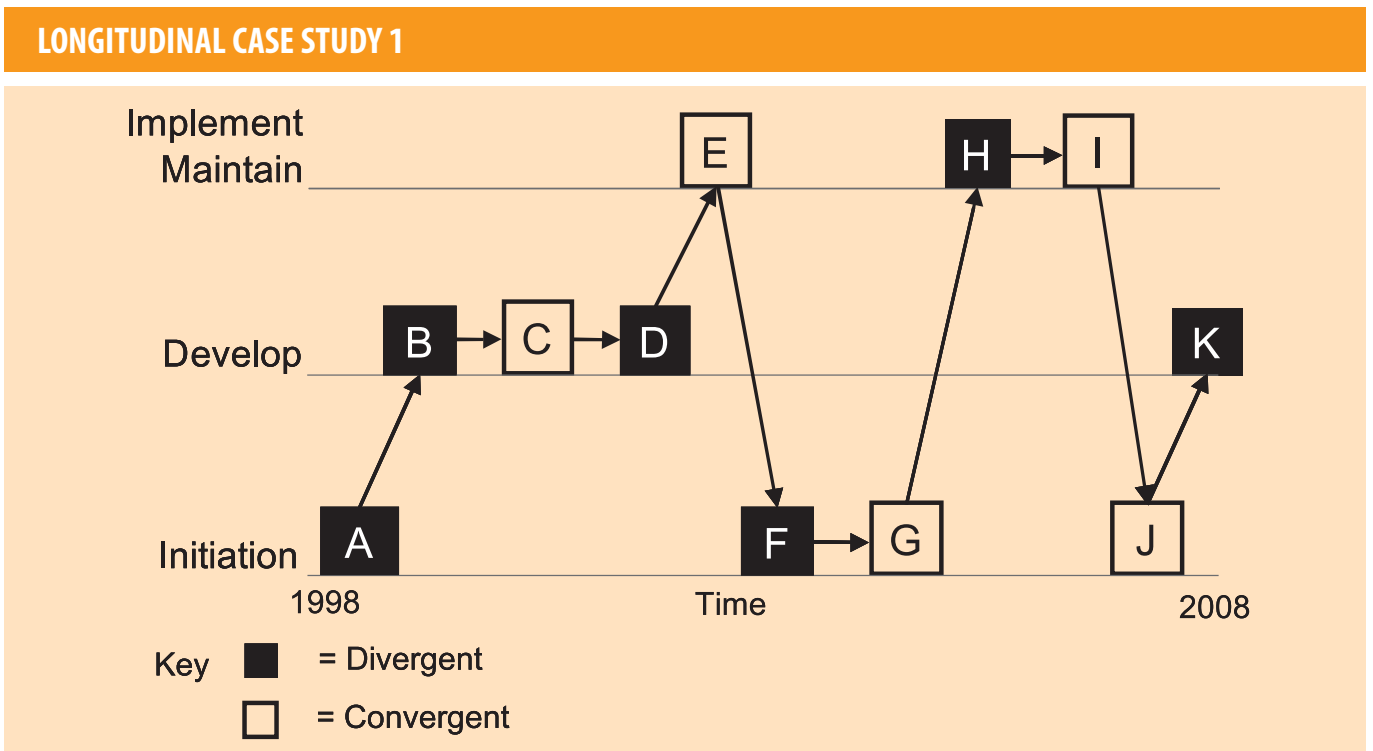 LONGITUDINAL CASE STUDY 1
Implement
Maintain
E
H
I
Develop
B
C
D
K
Initiation
A
F
G
J
1998
Time
2008
Key
= Divergent
= Convergent